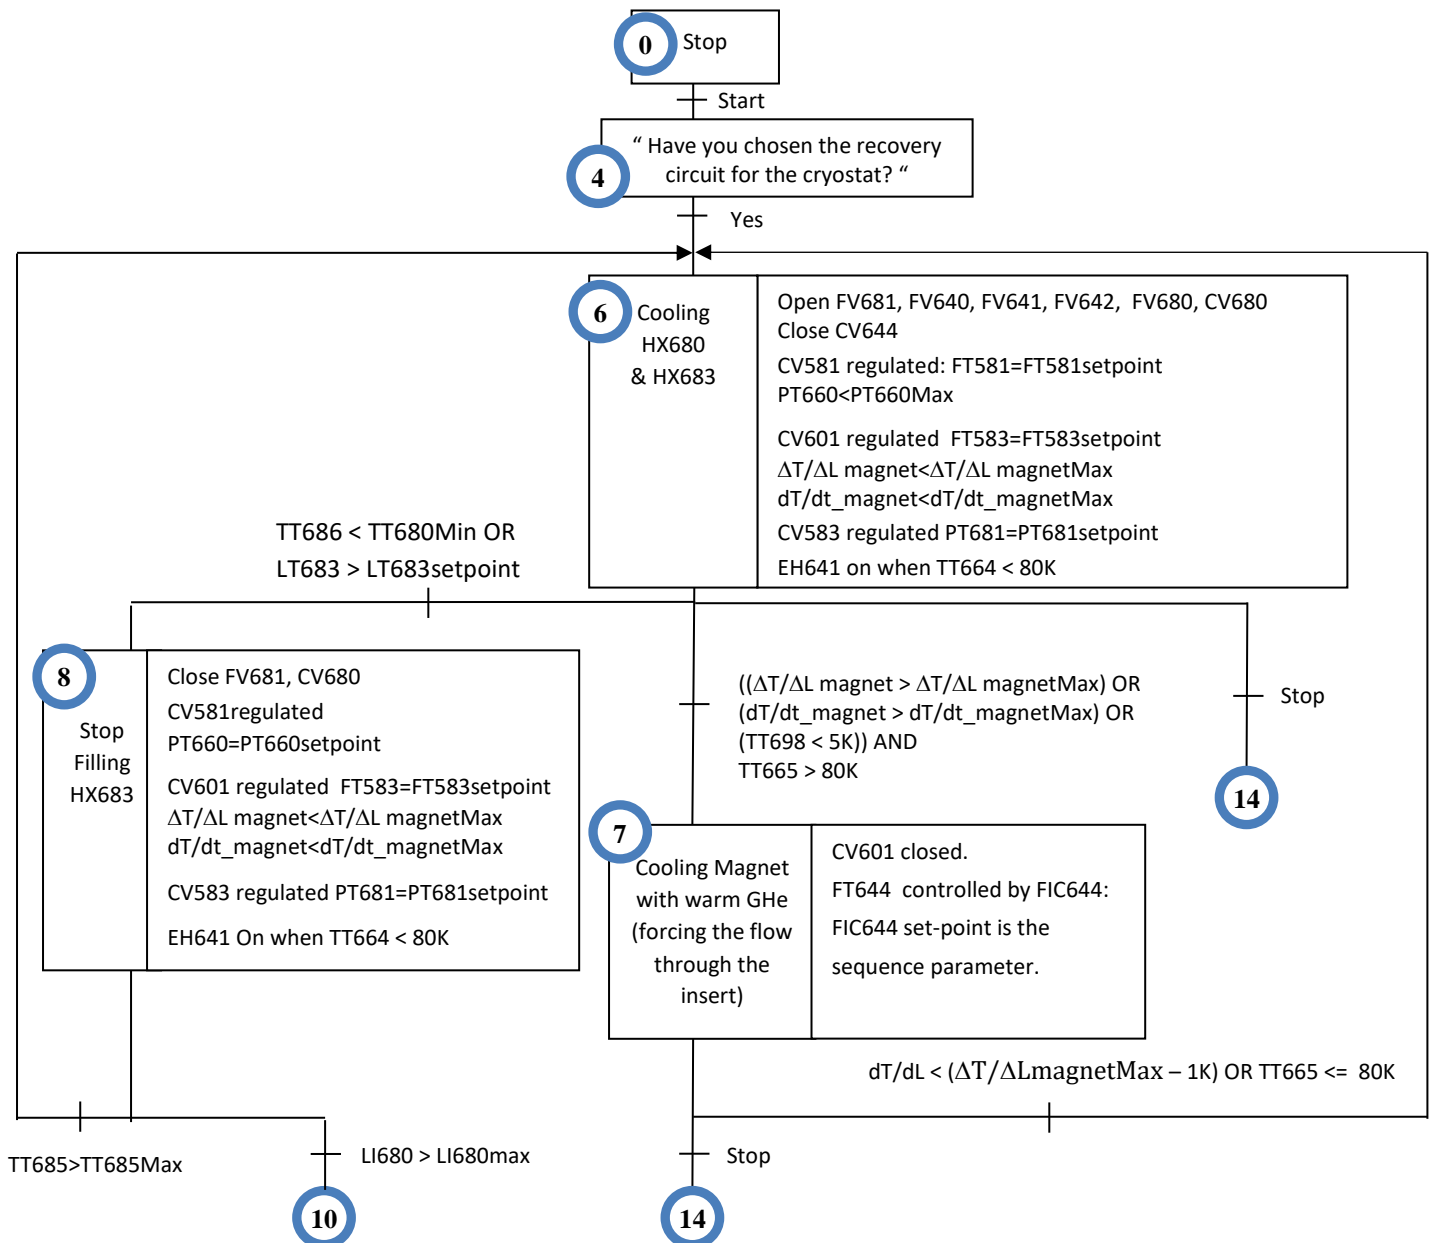 0
Stop
Start
“ Have you chosen the recovery
circuit for the cryostat? “
4
Yes
6
Cooling
HX680
& HX683
Open FV681, FV640, FV641, FV642,  FV680, CV680
Close CV644
CV581 regulated: FT581=FT581setpoint
PT660<PT660Max
CV601 regulated  FT583=FT583setpoint
ΔT/ΔL magnet<ΔT/ΔL magnetMax
dT/dt_magnet<dT/dt_magnetMax
CV583 regulated PT681=PT681setpoint
EH641 on when TT664 < 80K
TT686 < TT680Min OR
LT683 > LT683setpoint
8
Stop
Filling
HX683
Close FV681, CV680
CV581regulated
PT660=PT660setpoint
CV601 regulated  FT583=FT583setpoint
ΔT/ΔL magnet<ΔT/ΔL magnetMax
dT/dt_magnet<dT/dt_magnetMax
CV583 regulated PT681=PT681setpoint
EH641 On when TT664 < 80K
((ΔT/ΔL magnet > ΔT/ΔL magnetMax) OR
(dT/dt_magnet > dT/dt_magnetMax) OR
(TT698 < 5K)) AND
TT665 > 80K
Stop
14
7
Cooling Magnet
with warm GHe
(forcing the flow
through the
insert)
CV601 closed.
FT644  controlled by FIC644:
FIC644 set-point is the
sequence parameter.
dT/dL < (ΔT/ΔLmagnetMax – 1K) OR TT665 <=  80K
TT685>TT685Max
LI680 > LI680max
Stop
10
14